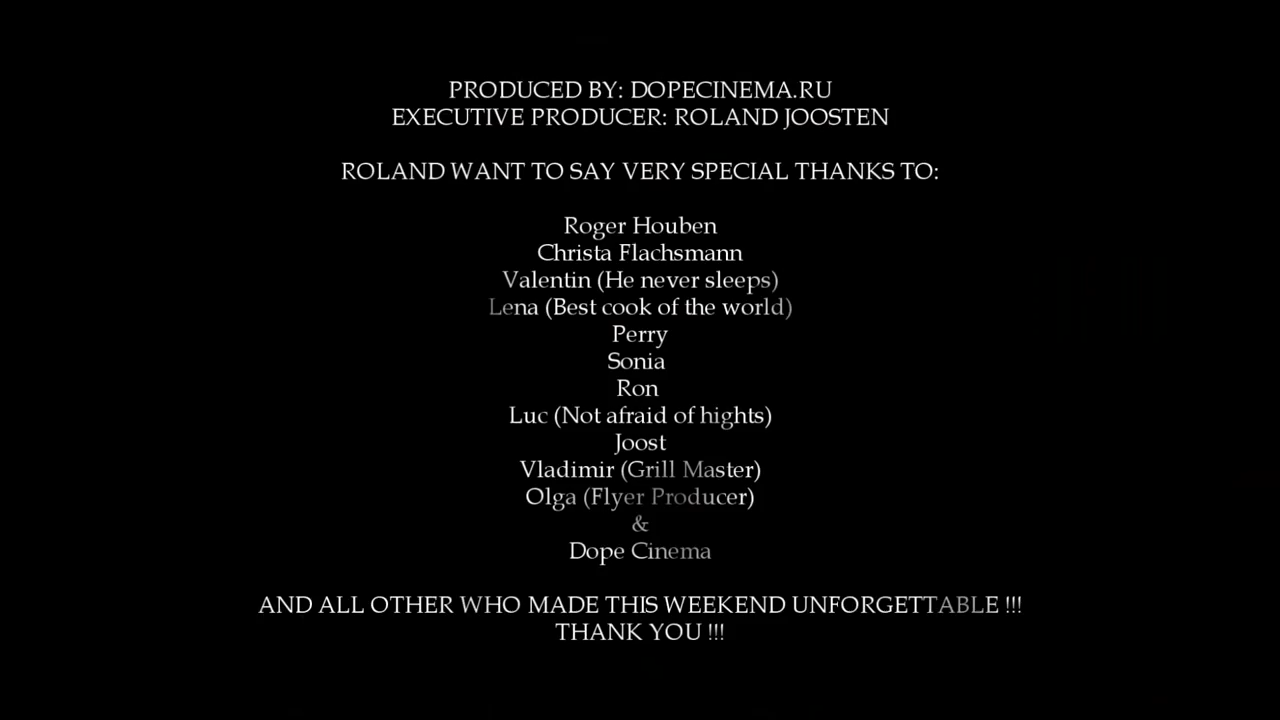 PRODUCED BY: DOPECINEMA.RU
EXECUTIVE PRODUCER: ROLAND JOOSTEN
ROLAND WANT TO SAY VERY SPECIAL THANKS TO:
Roger Houben
Christa Flachsmann
Valentin (He never sleeps)
Lena (Best cook of the world)
Perry
Sonia
Ron
Luc (Not afraid of hights)
Joost
Vladimir (Grill Master)
Olga (Flyer Producer)
&
Dope Cinema
AND ALL OTHER WHO MADE THIS WEEKEND UNFORGETTABLE !!!
THANK YOU !!!